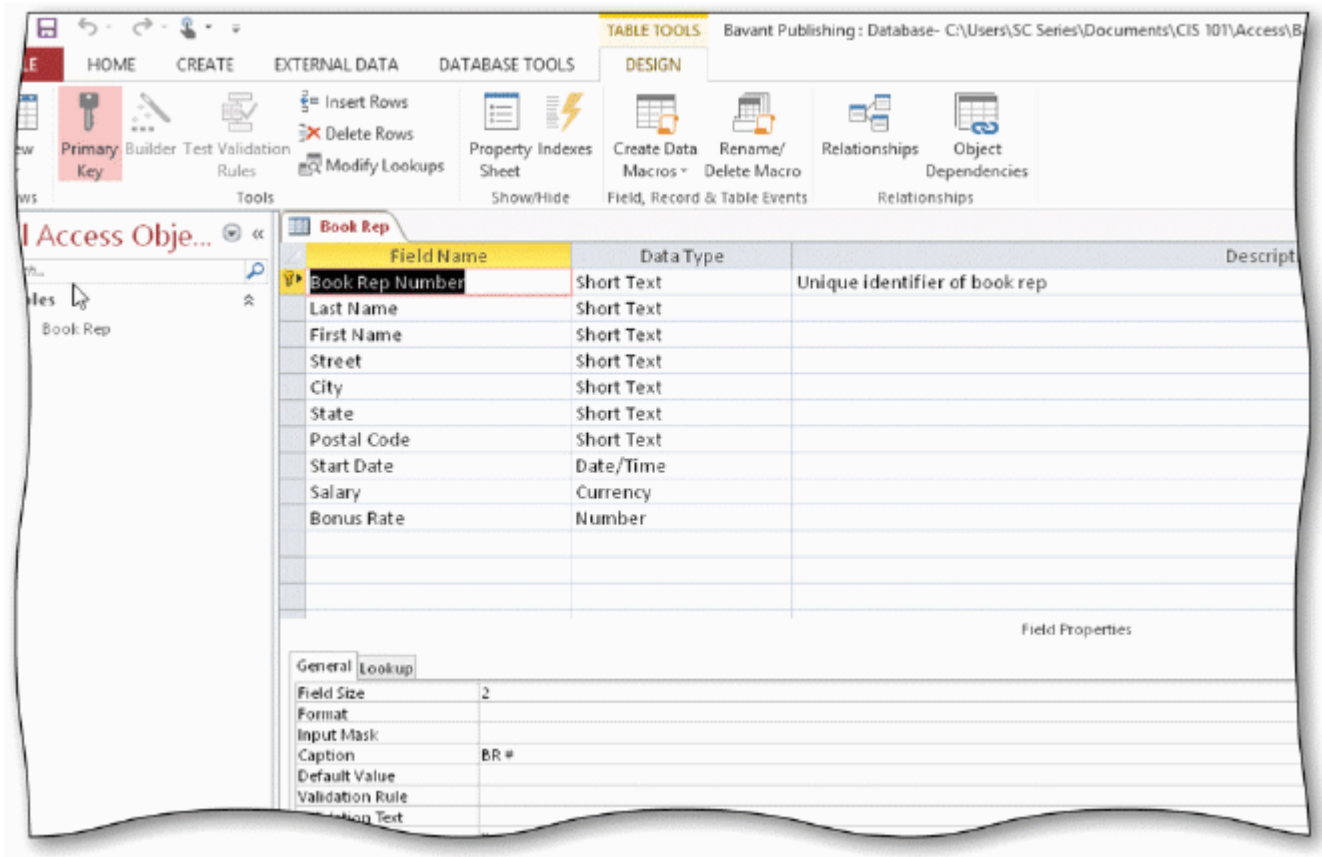 TABLE TOOLS Bavant Publishing : Database- C:\Users\SC Series\Documents\CIS 101\Access\B
LE HOME CREATE EXTERNAL DATA DATABASE TOOLS DESIGN
Primary Key
Builder
Test Validation Rules
Insert Rows
Delete Rows
Modify Lookups
Property Sheet
Indexes
Create Data Macros
Rename/ Delete Macro
Relationships
Object Dependencies
Tools Show/Hide Field, Record & Table Events Relationships
l Access Obje... «
Book Rep
Book Rep
Field Name Data Type Descript
Book Rep Number Short Text Unique identifier of book rep
Last Name Short Text
First Name Short Text
Street Short Text
City Short Text
State Short Text
Postal Code Short Text
Start Date Date/Time
Salary Currency
Bonus Rate Number
Field Properties
General Lookup
Field Size 2
Format
Input Mask
Caption BR #
Default Value
Validation Rule
Text